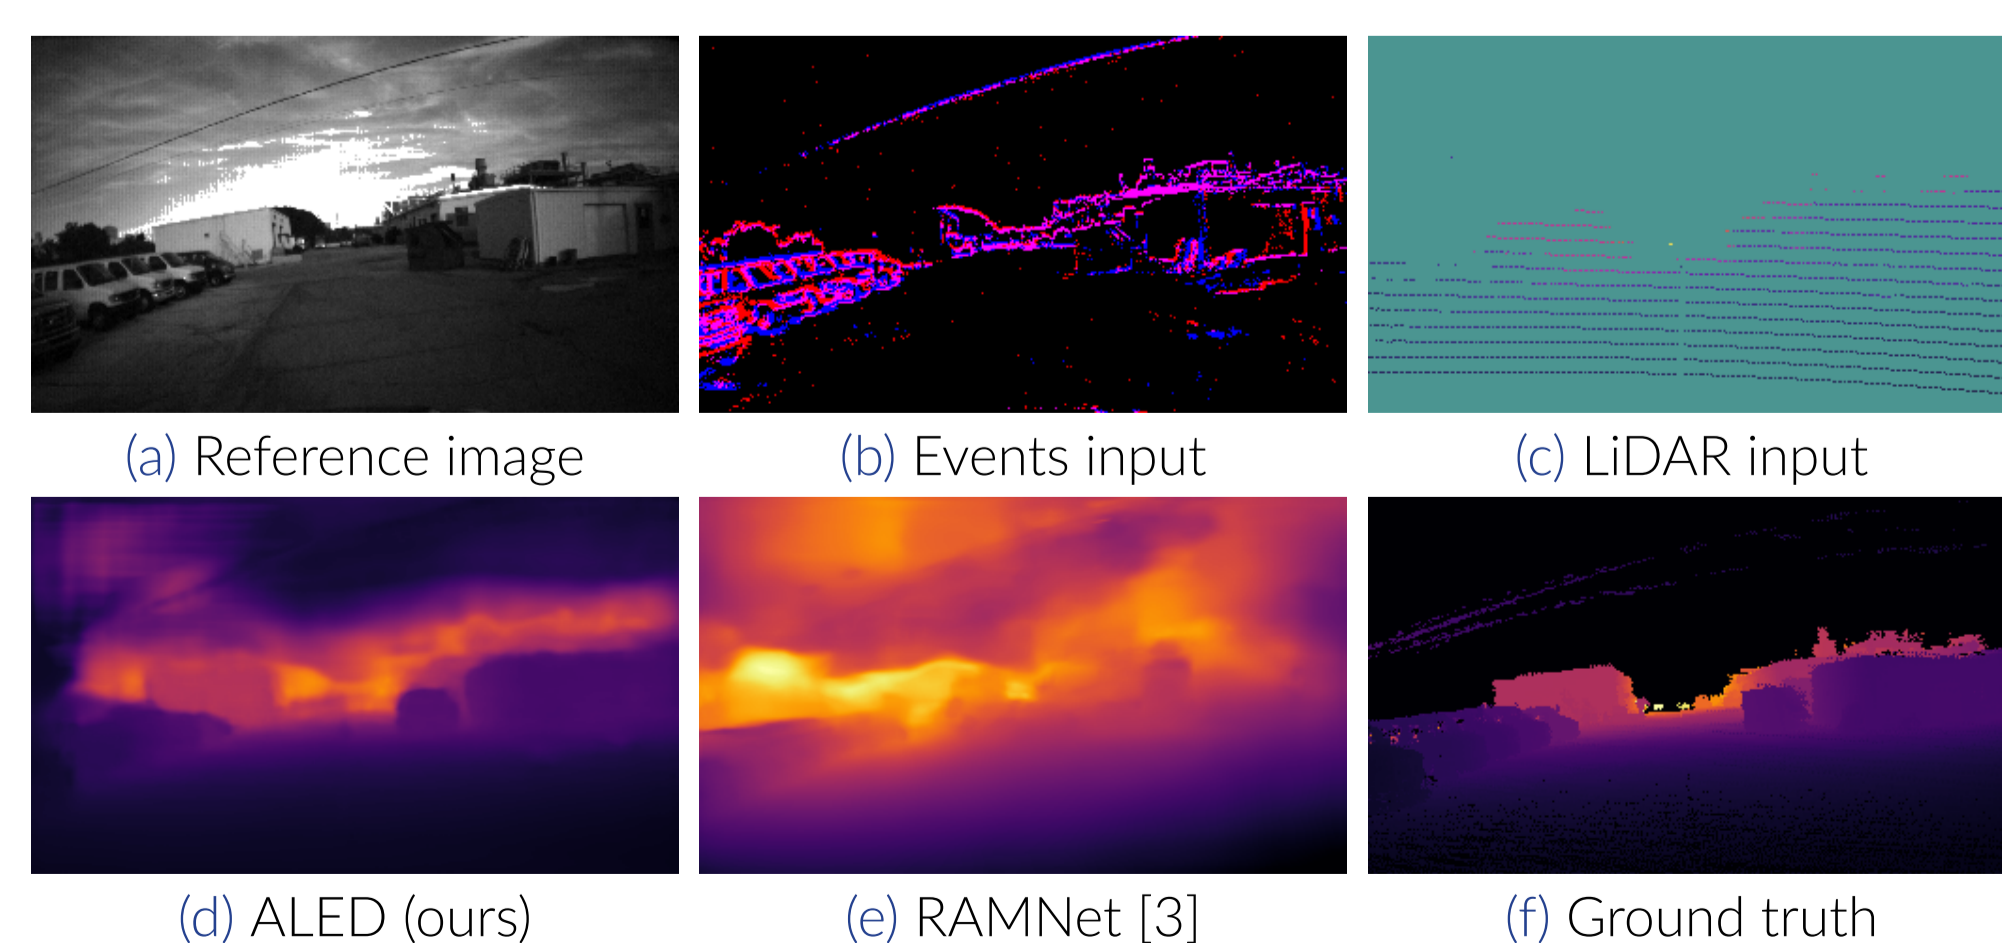 (a) Reference image
(b) Events input
(c) LiDAR input
(d) ALED (ours)
(e) RAMNet [3]
(f) Ground truth